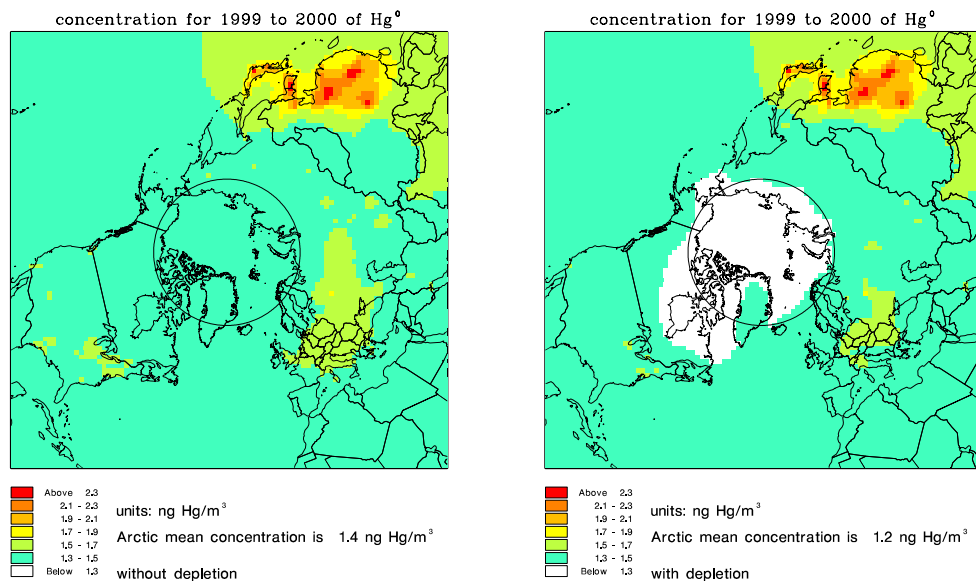 concentration for 1999 to 2000 of Hg⁰
Above 2.3
2.1 - 2.3
1.9 - 2.1
1.7 - 1.9
1.5 - 1.7
1.3 - 1.5
Below 1.3
units: ng Hg/m³
Arctic mean concentration is 1.4 ng Hg/m³
without depletion
concentration for 1999 to 2000 of Hg⁰
Above 2.3
2.1 - 2.3
1.9 - 2.1
1.7 - 1.9
1.5 - 1.7
1.3 - 1.5
Below 1.3
units: ng Hg/m³
Arctic mean concentration is 1.2 ng Hg/m³
with depletion